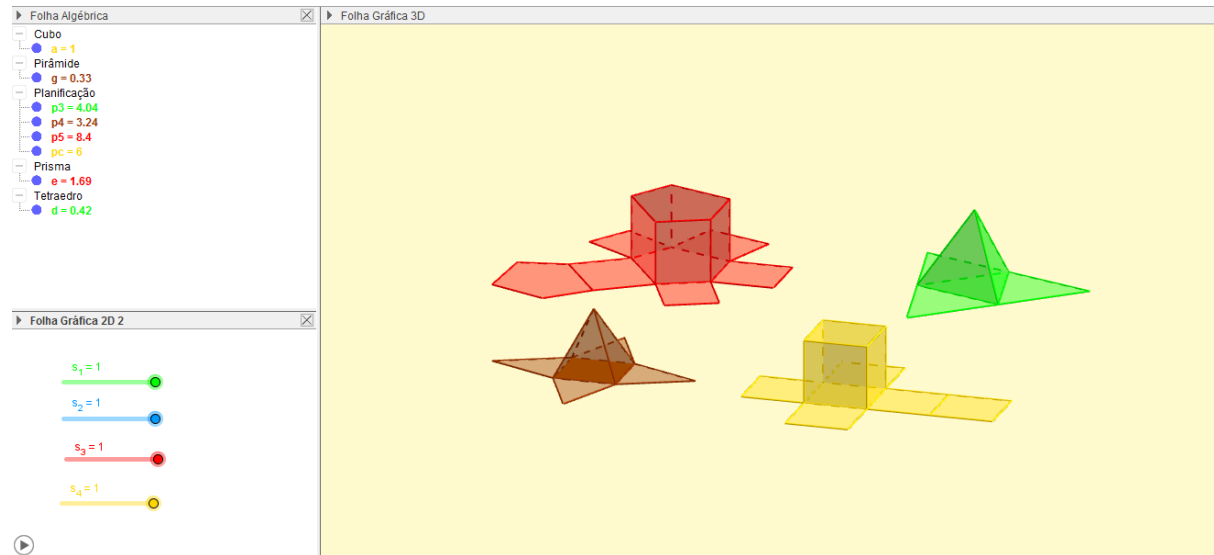 Folha Algébrica
Cubo
a = 1
Pirâmide
g = 0.33
Planificação
p3 = 4.04
p4 = 3.24
p5 = 8.4
pc = 6
Prisma
e = 1.69
Tetraedro
d = 0.42
Folha Gráfica 2D 2
s1 = 1
s2 = 1
s3 = 1
s4 = 1
Folha Gráfica 3D